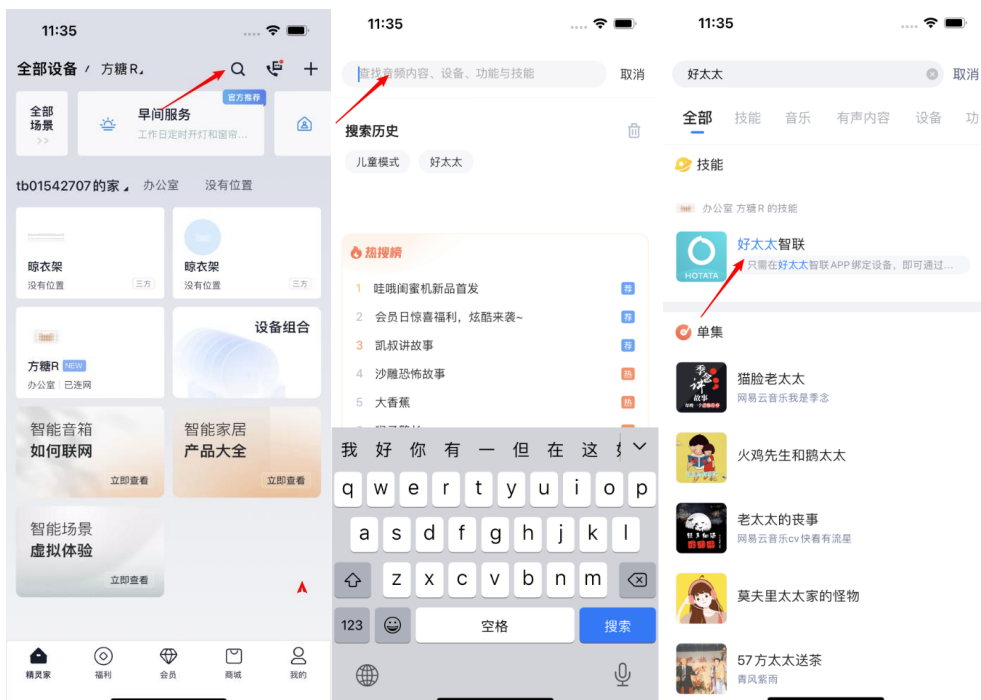 11:35
全部设备 / 方糖R
全部
场景
>>
官方推荐
早间服务
工作日定时开灯和窗帘...
tb01542707的家 办公室 没有位置
晾衣架
没有位置
三方
晾衣架
没有位置
三方
方糖R NEW
办公室 已连网
设备组合
智能音箱
如何联网
立即查看
智能家居
产品大全
立即查看
智能场景
虚拟体验
立即查看
精灵家 福利 会员 商城 我的
11:35
查找音频内容、设备、功能与技能 取消
搜索历史
儿童模式 好太太
热搜榜
1 哇哦闺蜜机新品首发 荐
2 会员日惊喜福利，炫酷来袭~ 荐
3 凯叔讲故事 荐
4 沙雕恐怖故事 热
5 大香蕉 热
我 好 你 有 一 但 在 这
q w e r t y u i o p
a s d f g h j k l
z x c v b n m
123 空格 搜索
11:35
好太太 取消
全部 技能 音乐 有声内容 设备 功
技能
办公室 方糖R 的技能
HOTATA
好太太智联
只需在好太太智联APP绑定设备，即可通过...
单集
季念讲
故事
猫脸老太太
网易云音乐我是季念
火鸡先生和鹅太太
老太太的丧事
网易云音乐cv快看有流星
莫夫里太太家的怪物
57方太太送茶
青风紫雨